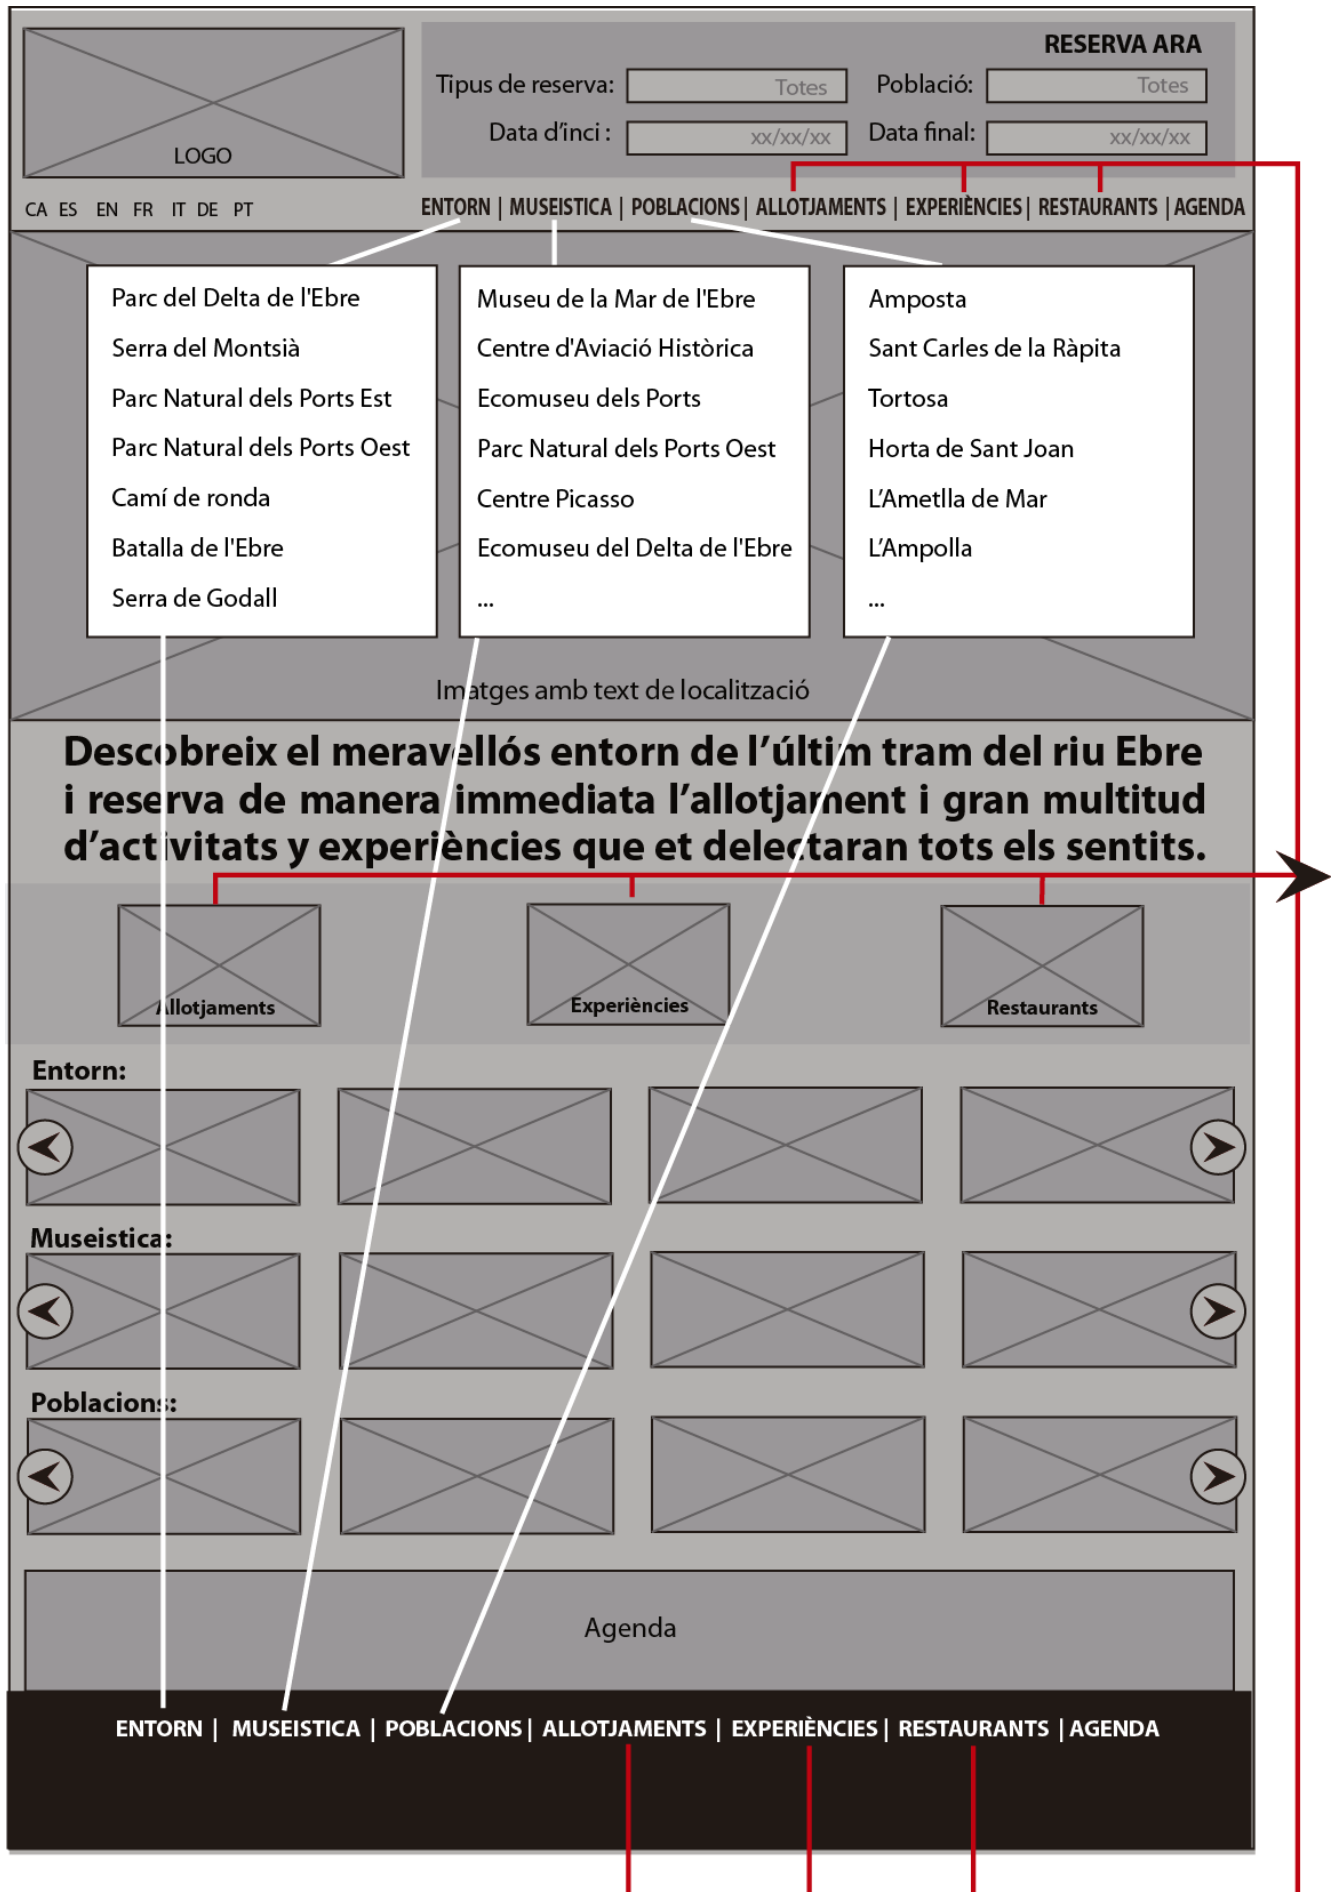 RESERVA ARA
Tipus de reserva: Totes Població: Totes
Data d’inci : xx/xx/xx Data final: xx/xx/xx
LOGO
CA ES EN FR IT DE PT
ENTORN | MUSEISTICA | POBLACIONS | ALLOTJAMENTS | EXPERIÈNCIES | RESTAURANTS | AGENDA
Parc del Delta de l'Ebre
Serra del Montsià
Parc Natural dels Ports Est
Parc Natural dels Ports Oest
Camí de ronda
Batalla de l'Ebre
Serra de Godall
Museu de la Mar de l'Ebre
Centre d'Aviació Històrica
Ecomuseu dels Ports
Parc Natural dels Ports Oest
Centre Picasso
Ecomuseu del Delta de l'Ebre
...
Amposta
Sant Carles de la Ràpita
Tortosa
Horta de Sant Joan
L’Ametlla de Mar
L’Ampolla
...
Imatges amb text de localització
Descobreix el meravellós entorn de l’últim tram del riu Ebre
i reserva de manera immediata l’allotjament i gran multitud
d’activitats y experiències que et delectaran tots els sentits.
Allotjaments
Experiències
Restaurants
Entorn:
Museistica:
Poblacions:
Agenda
ENTORN | MUSEISTICA | POBLACIONS | ALLOTJAMENTS | EXPERIÈNCIES | RESTAURANTS | AGENDA